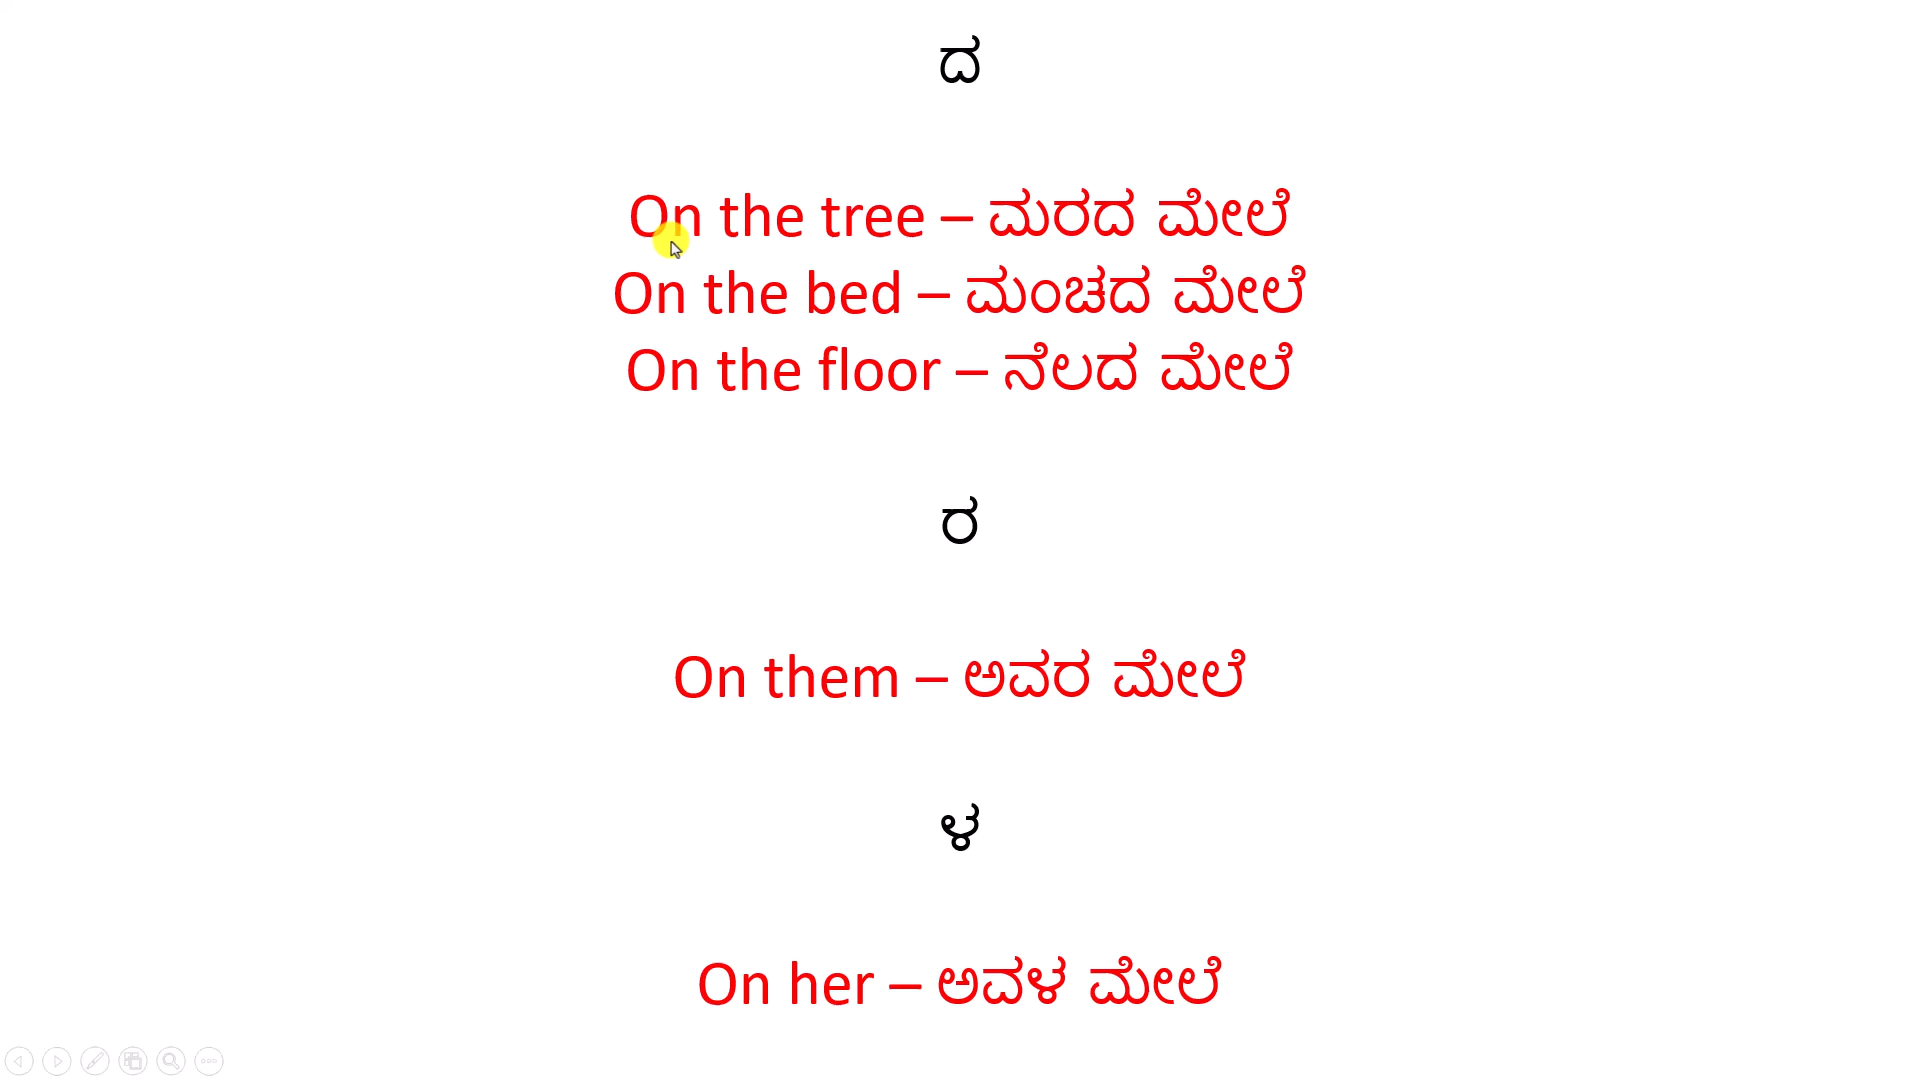 ದ
On the tree – ಮರದ ಮೇಲೆ
On the bed – ಮಂಚದ ಮೇಲೆ
On the floor – ನೆಲದ ಮೇಲೆ
ರ
On them – ಅವರ ಮೇಲೆ
ಳ
On her – ಅವಳ ಮೇಲೆ